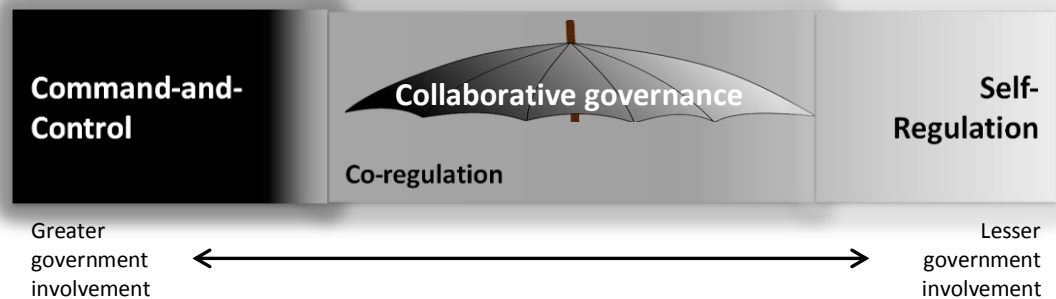 Command-and-
Control
Collaborative governance
Co-regulation
Self-
Regulation
Greater
government
involvement
Lesser
government
involvement